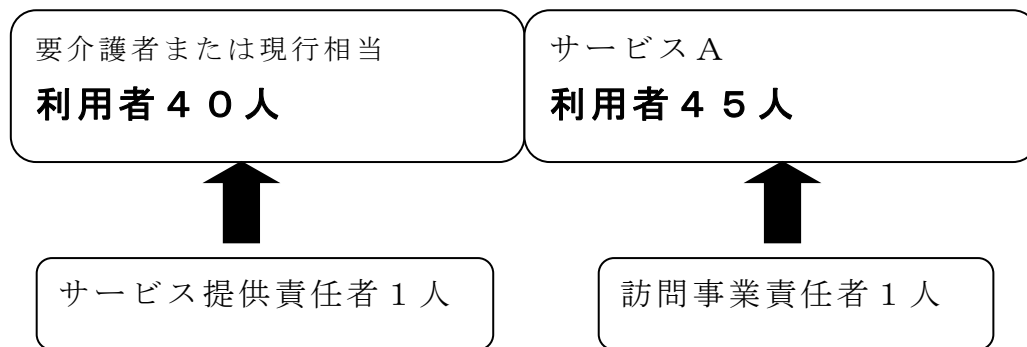 要介護者または現行相当
利用者４０人
サービスＡ
利用者４５人
サービス提供責任者１人
訪問事業責任者１人